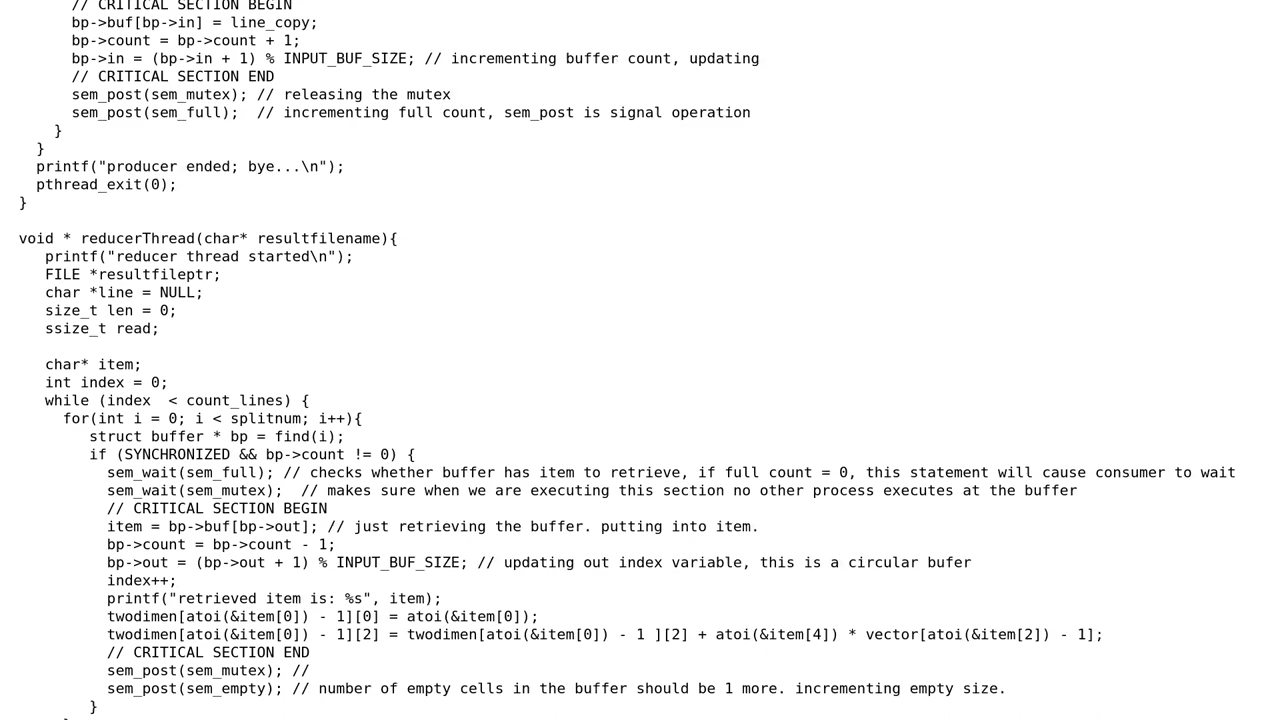 // CRITICAL SECTION BEGIN
bp->buf[bp->in] = line_copy;
bp->count = bp->count + 1;
bp->in = (bp->in + 1) % INPUT_BUF_SIZE; // incrementing buffer count, updating
// CRITICAL SECTION END
sem_post(sem_mutex); // releasing the mutex
sem_post(sem_full);  // incrementing full count, sem_post is signal operation
}
}
printf("producer ended; bye...\n");
pthread_exit(0);
}
void * reducerThread(char* resultfilename){
printf("reducer thread started\n");
FILE *resultfileptr;
char *line = NULL;
size_t len = 0;
ssize_t read;
char* item;
int index = 0;
while (index  < count_lines) {
for(int i = 0; i < splitnum; i++){
struct buffer * bp = find(i);
if (SYNCHRONIZED && bp->count != 0) {
sem_wait(sem_full); // checks whether buffer has item to retrieve, if full count = 0, this statement will cause consumer to wait
sem_wait(sem_mutex);  // makes sure when we are executing this section no other process executes at the buffer
// CRITICAL SECTION BEGIN
item = bp->buf[bp->out]; // just retrieving the buffer. putting into item.
bp->count = bp->count - 1;
bp->out = (bp->out + 1) % INPUT_BUF_SIZE; // updating out index variable, this is a circular bufer
index++;
printf("retrieved item is: %s", item);
twodimen[atoi(&item[0]) - 1][0] = atoi(&item[0]);
twodimen[atoi(&item[0]) - 1][2] = twodimen[atoi(&item[0]) - 1 ][2] + atoi(&item[4]) * vector[atoi(&item[2]) - 1];
// CRITICAL SECTION END
sem_post(sem_mutex); //
sem_post(sem_empty); // number of empty cells in the buffer should be 1 more. incrementing empty size.
}